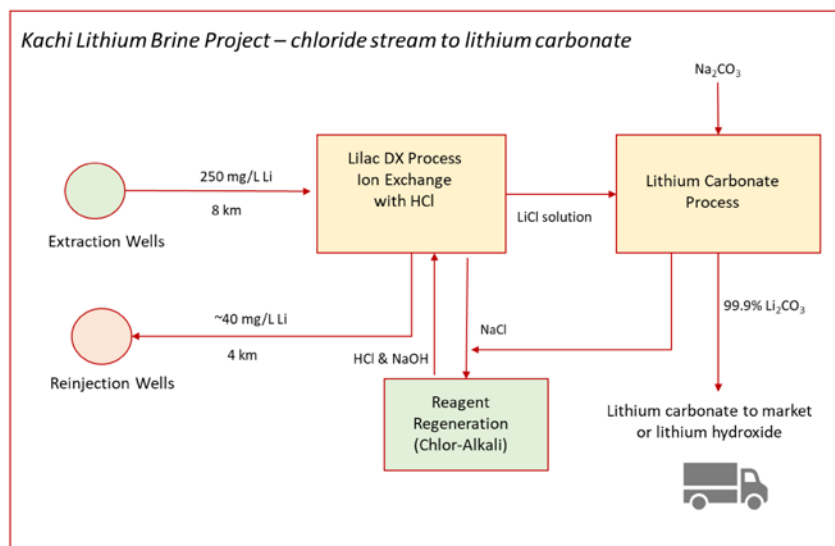 Kachi Lithium Brine Project – chloride stream to lithium carbonate
Na₂CO₃
250 mg/L Li
8 km
Extraction Wells
Lilac DX Process
Ion Exchange
with HCl
LiCl solution
Lithium Carbonate
Process
~40 mg/L Li
4 km
Reinjection Wells
HCl & NaOH
NaCl
99.9% Li₂CO₃
Reagent
Regeneration
(Chlor-Alkali)
Lithium carbonate to market
or lithium hydroxide